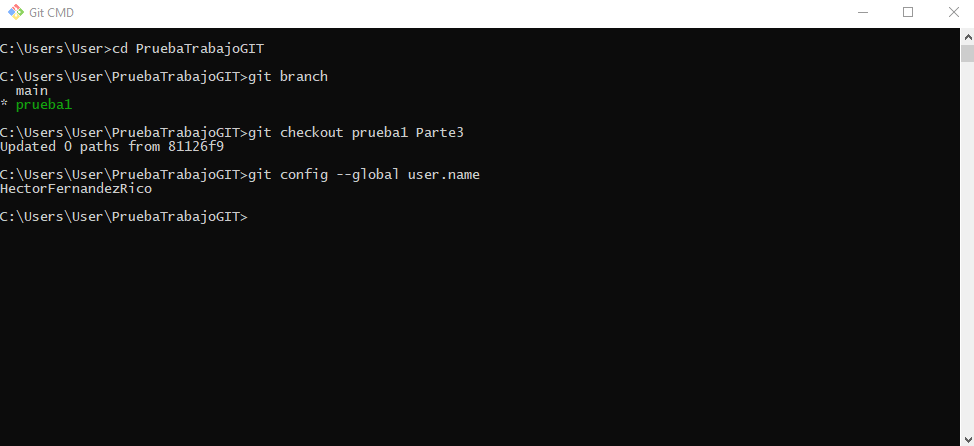 Git CMD
C:\Users\User>cd PruebaTrabajoGIT
C:\Users\User\PruebaTrabajoGIT>git branch
  main
* prueba1
C:\Users\User\PruebaTrabajoGIT>git checkout prueba1 Parte3
Updated 0 paths from 81126f9
C:\Users\User\PruebaTrabajoGIT>git config --global user.name
HectorFernandezRico
C:\Users\User\PruebaTrabajoGIT>